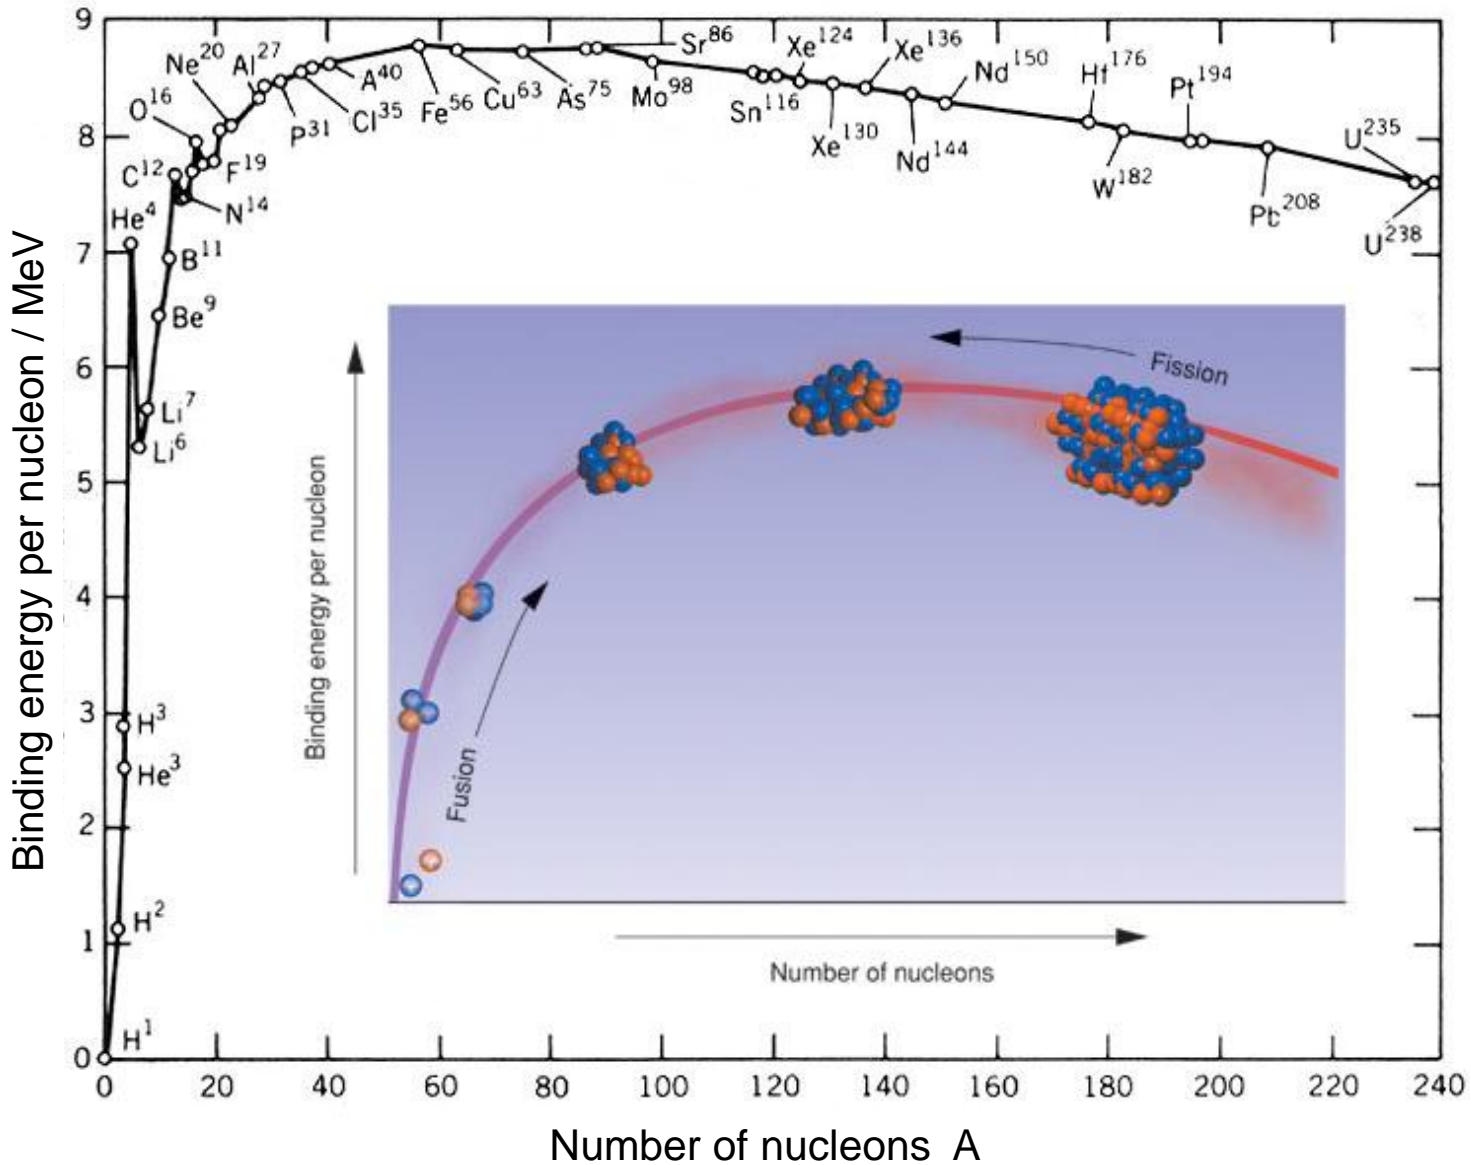 Binding energy per nucleon / MeV
9
8
7
6
5
4
3
2
1
0
H¹
H²
He³
H³
He⁴
Li⁶
Li⁷
Be⁹
B¹¹
C¹²
N¹⁴
O¹⁶
F¹⁹
Ne²⁰
Al²⁷
P³¹
Cl³⁵
A⁴⁰
Fe⁵⁶
Cu⁶³
As⁷⁵
Sr⁸⁶
Mo⁹⁸
Sn¹¹⁶
Xe¹²⁴
Xe¹³⁰
Xe¹³⁶
Nd¹⁴⁴
Nd¹⁵⁰
Hf¹⁷⁶
W¹⁸²
Pt¹⁹⁴
Pb²⁰⁸
U²³⁵
U²³⁸
Binding energy per nucleon
Fusion
Fission
Number of nucleons
0 20 40 60 80 100 120 140 160 180 200 220 240
Number of nucleons A